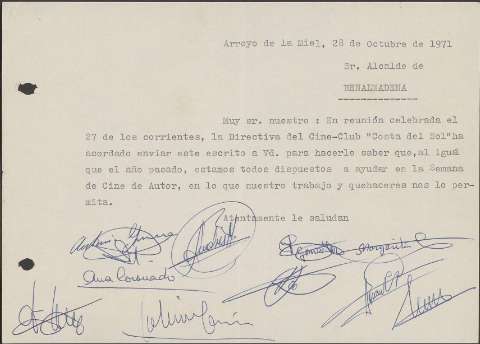 Arroyo de la Miel, 28 de Octubre de 1971
Sr. Alcalde de
BENALMADENA
Muy sr. nuestro : En reunión celebrada el
27 de los corrientes, la Directiva del Cine-Club "Costa del Sol"ha
acordado enviar este escrito a Vd. para hacerle saber que,al igual
que el año pasado, estamos todos dispuestos a ayudar en la Semana
de Cine de Autor, en lo que nuestro trabajo y quehaceres nos lo per-
mita.
Atentamente le saludan
Ana Coronado